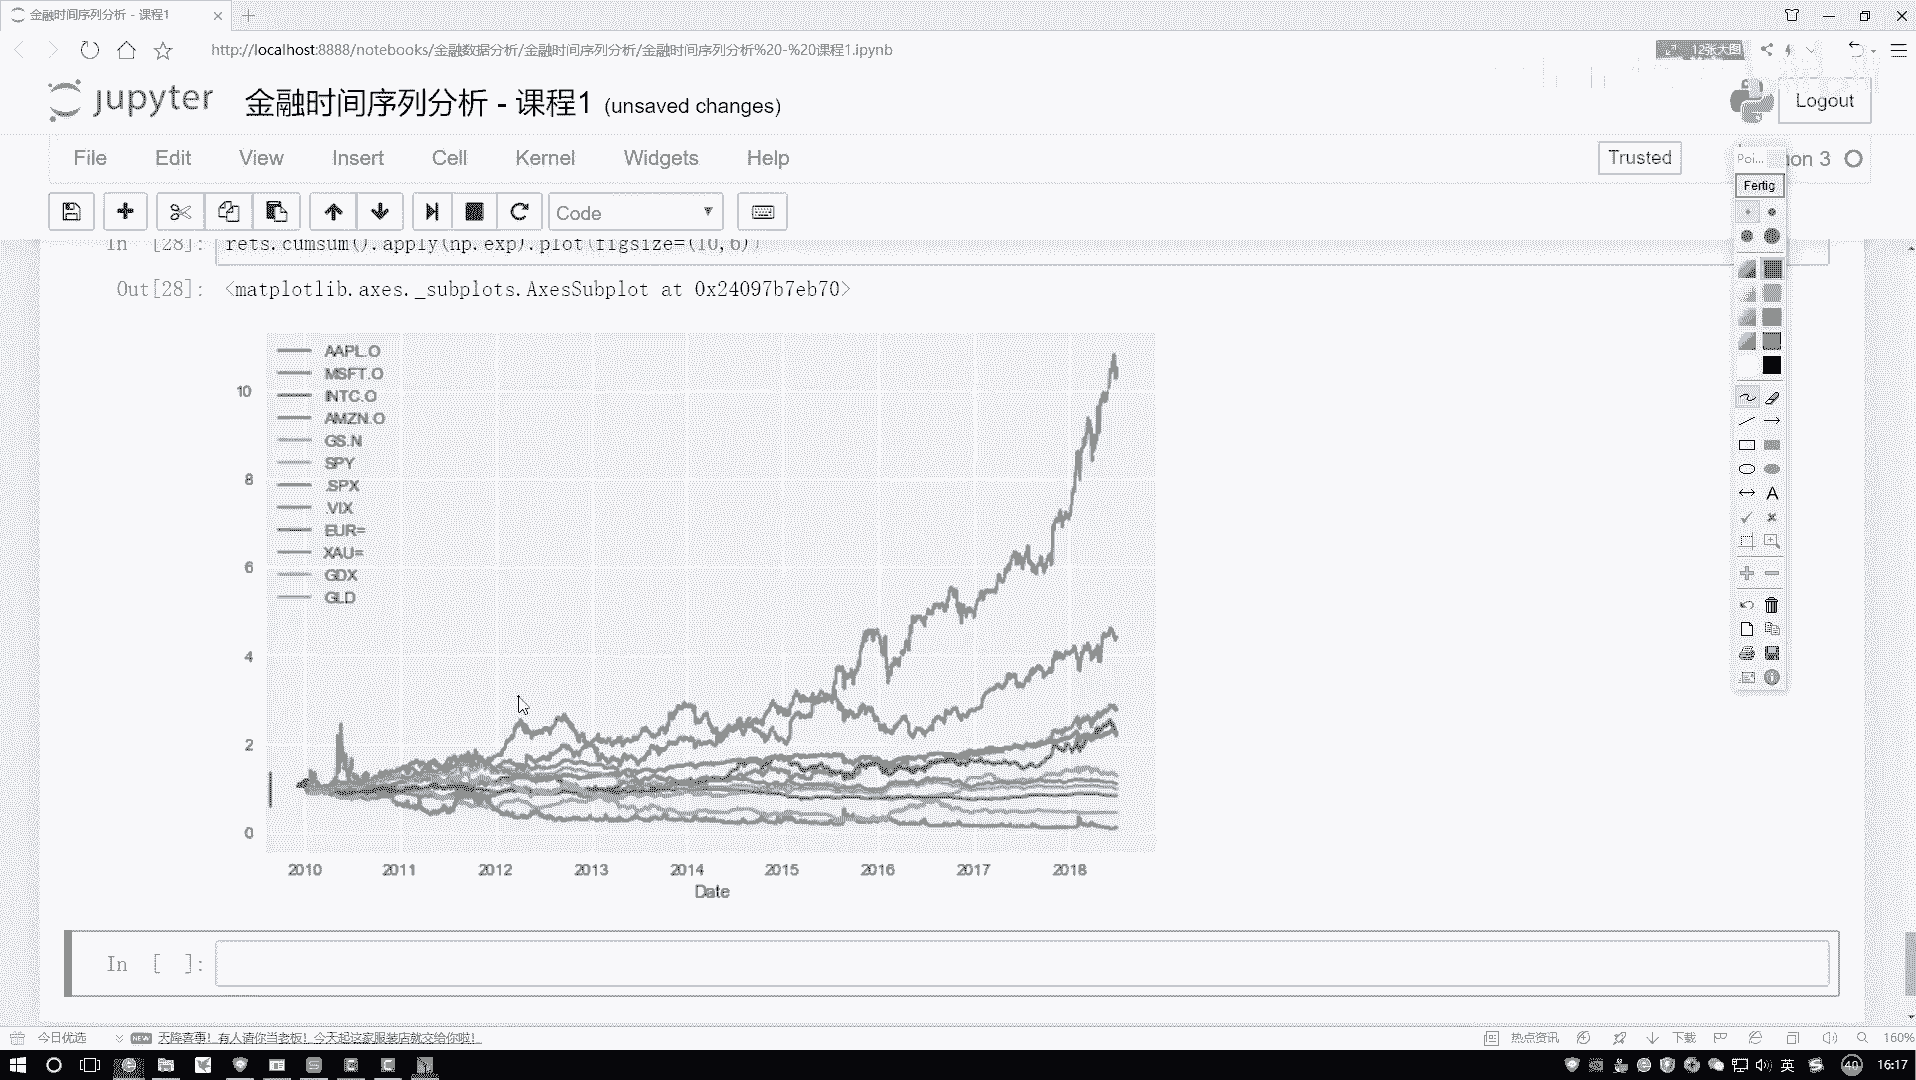 金融时间序列分析 - 课程1
http://localhost:8888/notebooks/金融数据分析/金融时间序列分析/金融时间序列分析%20-%20课程1.ipynb
12张大图
jupyter
金融时间序列分析 - 课程1 (unsaved changes)
Logout
File Edit View Insert Cell Kernel Widgets Help
Trusted
Poi...
on 3
Fertig
Code
In [28]: rets.cumsum().apply(np.exp).plot(figsize=(10,6))
Out[28]: <matplotlib.axes._subplots.AxesSubplot at 0x24097b7eb70>
AAPL.O
MSFT.O
INTC.O
AMZN.O
GS.N
SPY
.SPX
.VIX
EUR=
XAU=
GDX
GLD
10
8
6
4
2
0
2010 2011 2012 2013 2014 2015 2016 2017 2018
Date
In [ ]:
今日优选
NEW
天降喜事!有人请你当老板!今天起这家服装店就交给你啦!
热点资讯
下载
160%
英
40
16:17